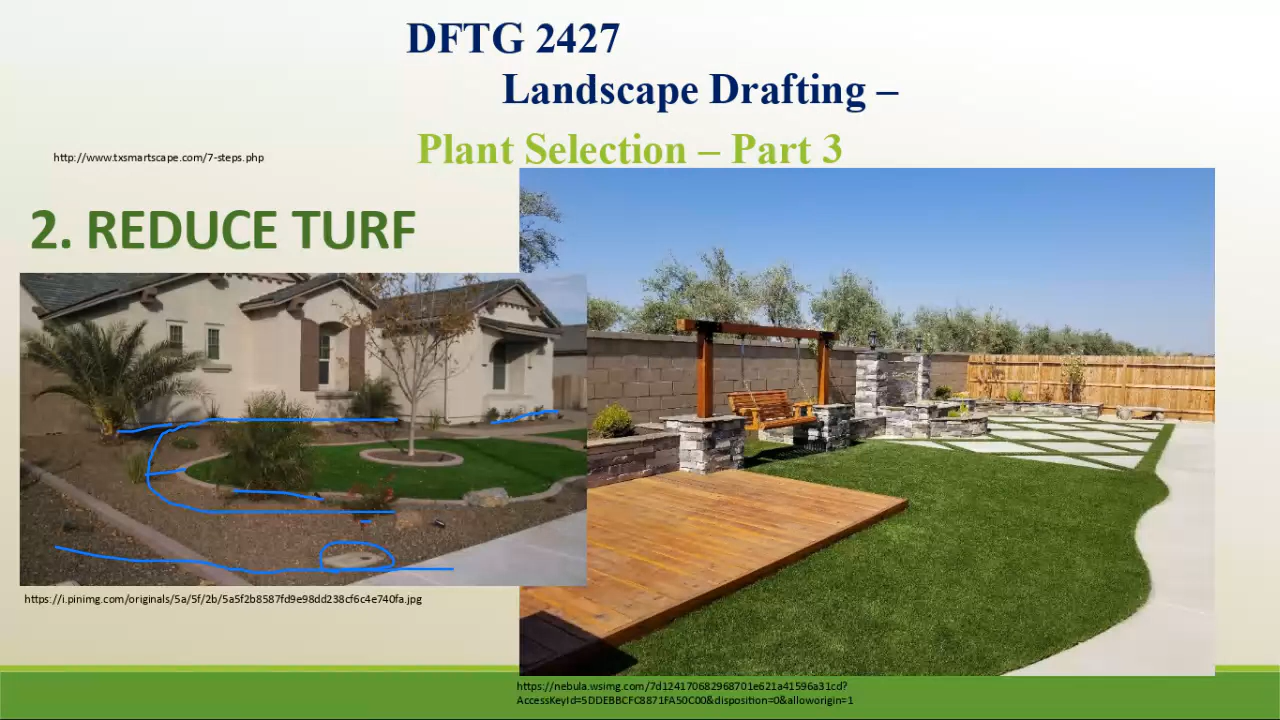 DFTG 2427
Landscape Drafting –
Plant Selection – Part 3
http://www.txsmartscape.com/7-steps.php
2. REDUCE TURF
https://i.pinimg.com/originals/5a/5f/2b/5a5f2b8587fd9e98dd238cf6c4e740fa.jpg
https://nebula.wsimg.com/7d124170682968701e621a41596a31cd?
AccessKeyId=5DDEBBCFC8871FA50C00&disposition=0&alloworigin=1